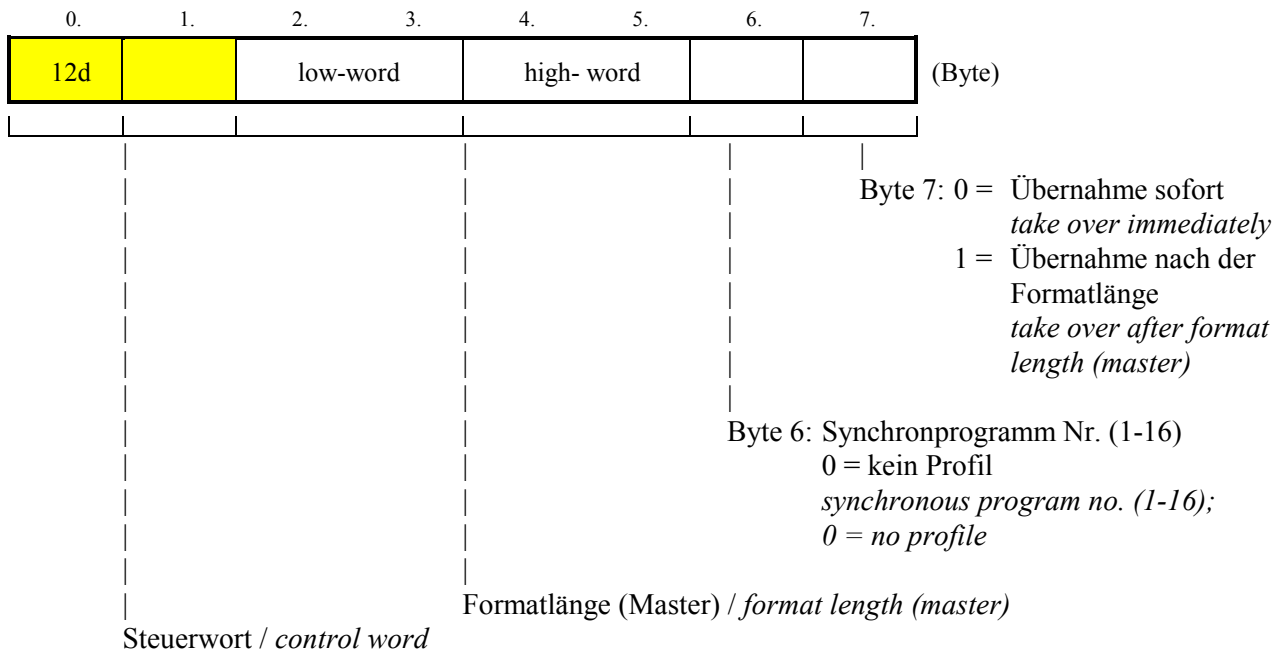 0. 1. 2. 3. 4. 5. 6. 7.
12d low-word high- word (Byte)
Byte 7: 0 = Übernahme sofort
take over immediately
1 = Übernahme nach der
Formatlänge
take over after format
length (master)
Byte 6: Synchronprogramm Nr. (1-16)
0 = kein Profil
synchronous program no. (1-16);
0 = no profile
Formatlänge (Master) / format length (master)
Steuerwort / control word